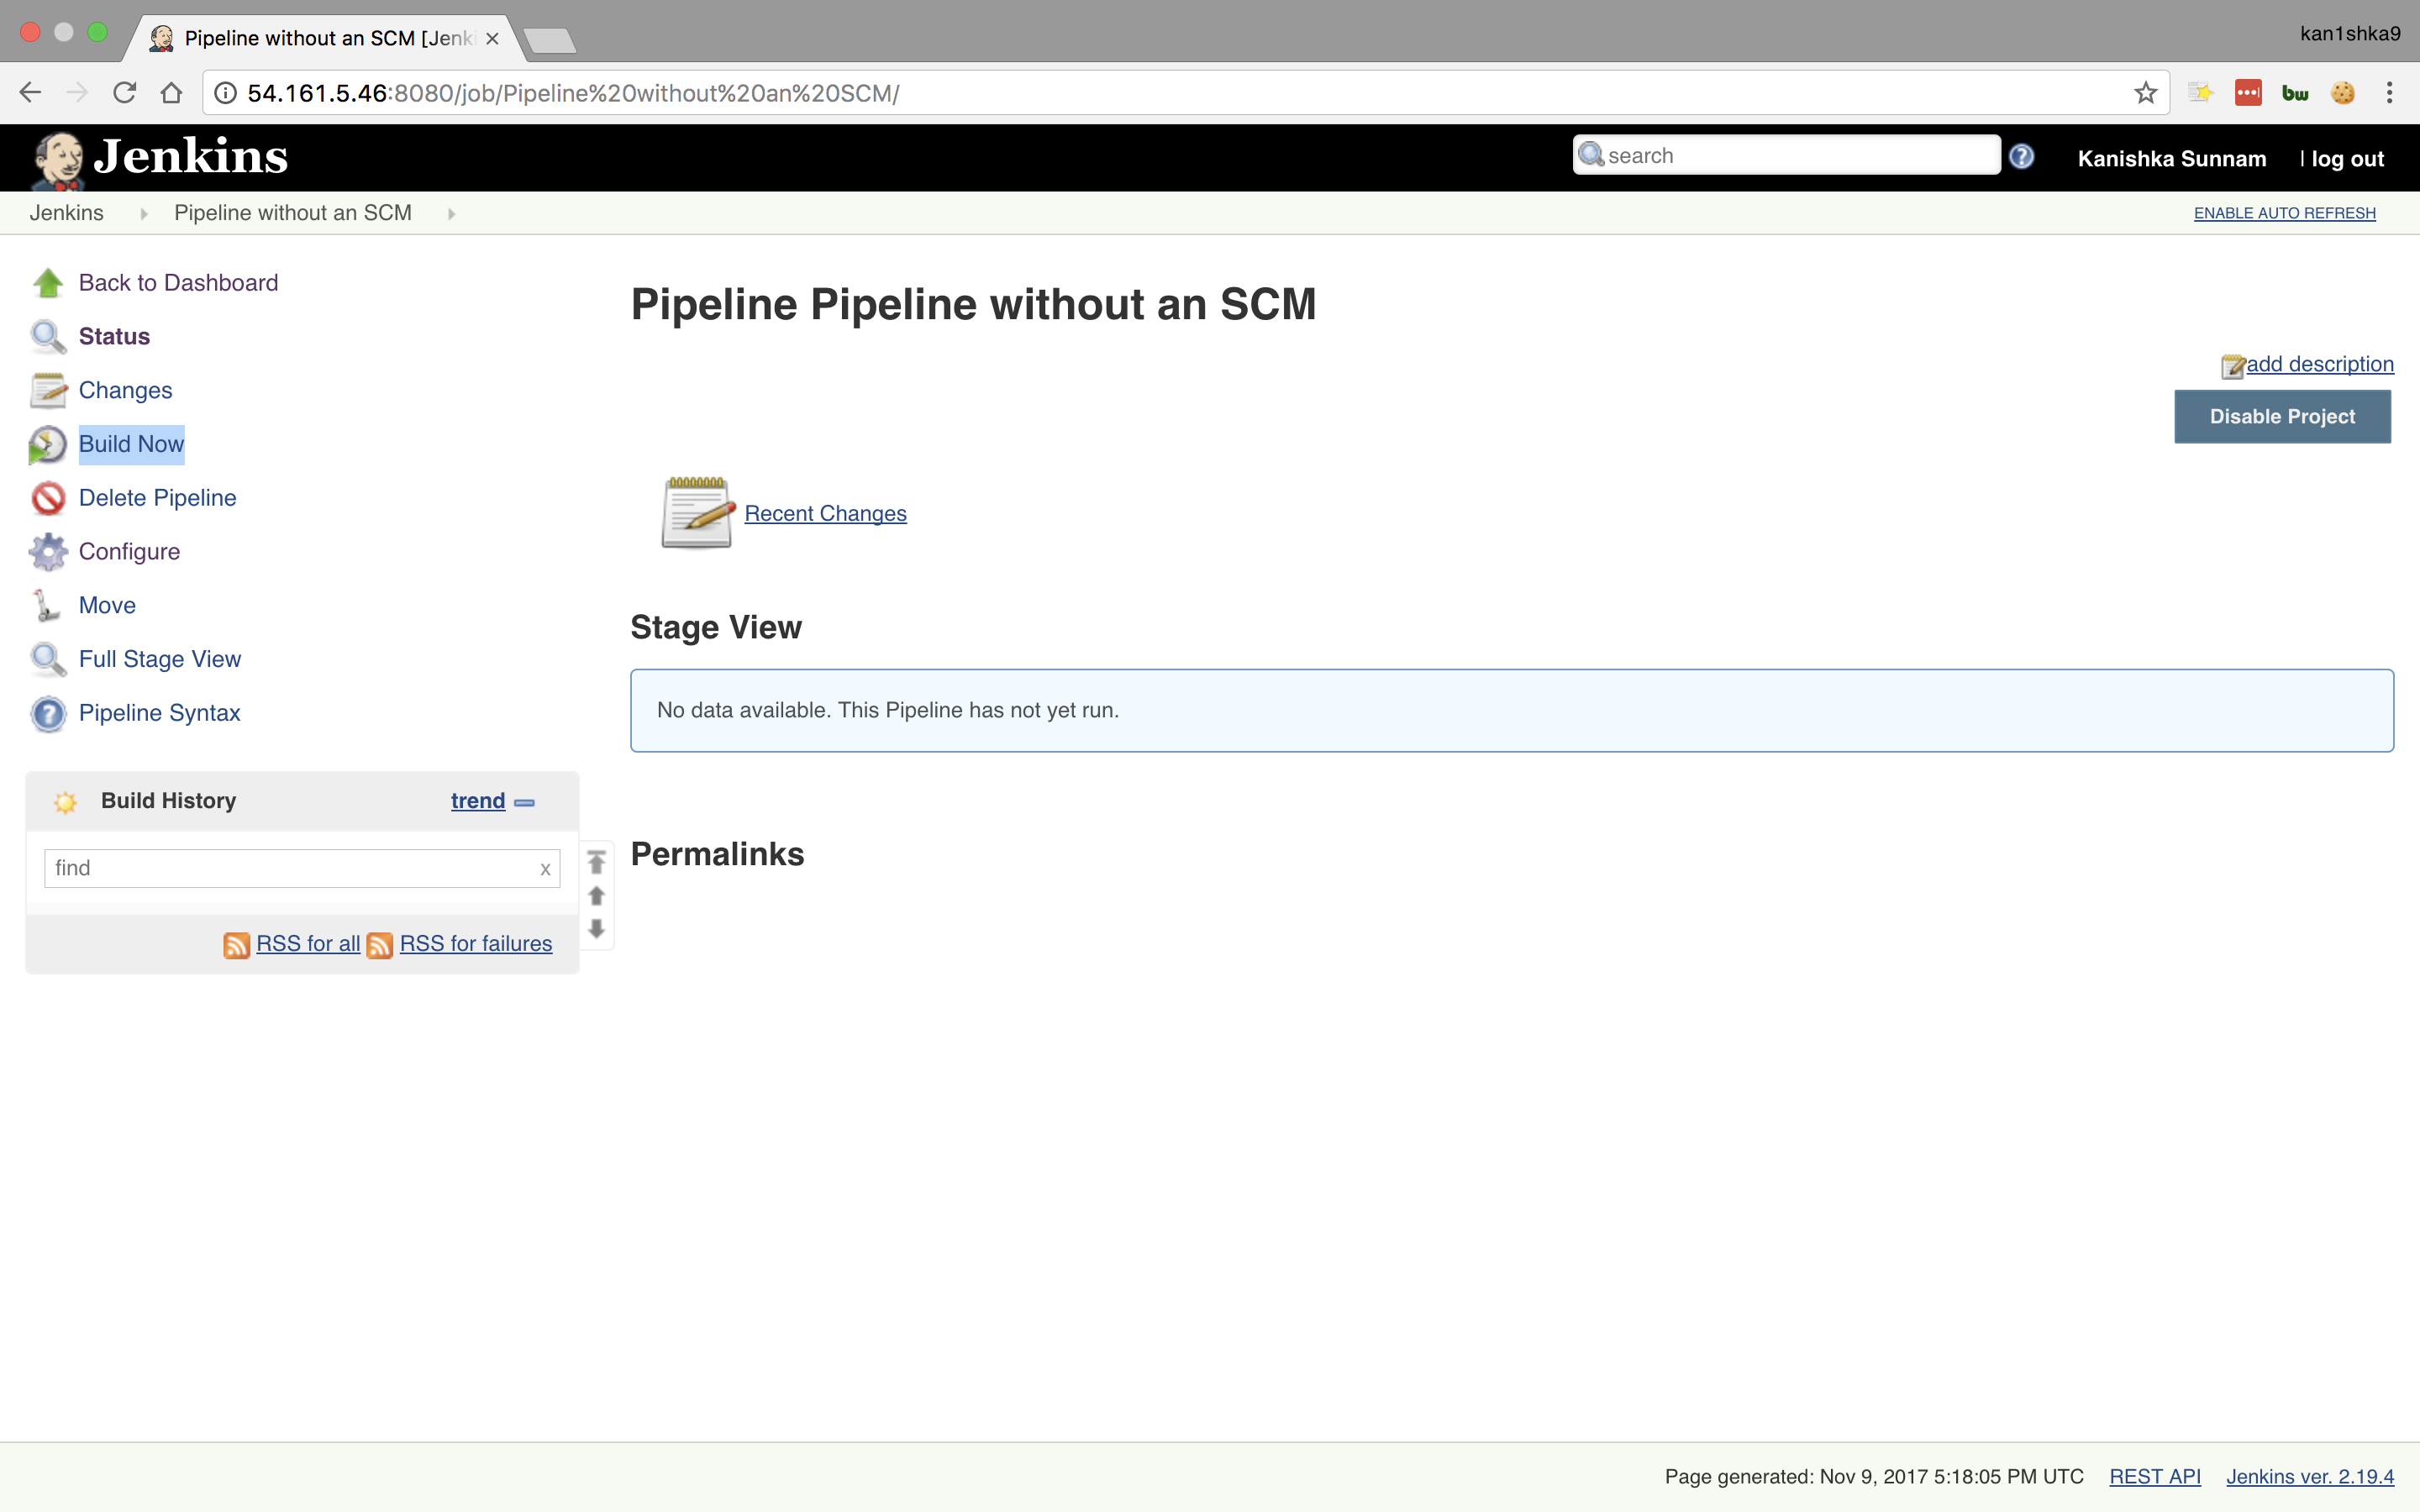 Pipeline without an SCM [Jenki
kan1shka9
54.161.5.46:8080/job/Pipeline%20without%20an%20SCM/
bw
Jenkins
search
Kanishka Sunnam
| log out
Jenkins
Pipeline without an SCM
ENABLE AUTO REFRESH
Back to Dashboard
Status
Changes
Build Now
Delete Pipeline
Configure
Move
Full Stage View
Pipeline Syntax
Build History
trend
find
x
RSS for all
RSS for failures
Pipeline Pipeline without an SCM
add description
Disable Project
Recent Changes
Stage View
No data available. This Pipeline has not yet run.
Permalinks
Page generated: Nov 9, 2017 5:18:05 PM UTC
REST API
Jenkins ver. 2.19.4